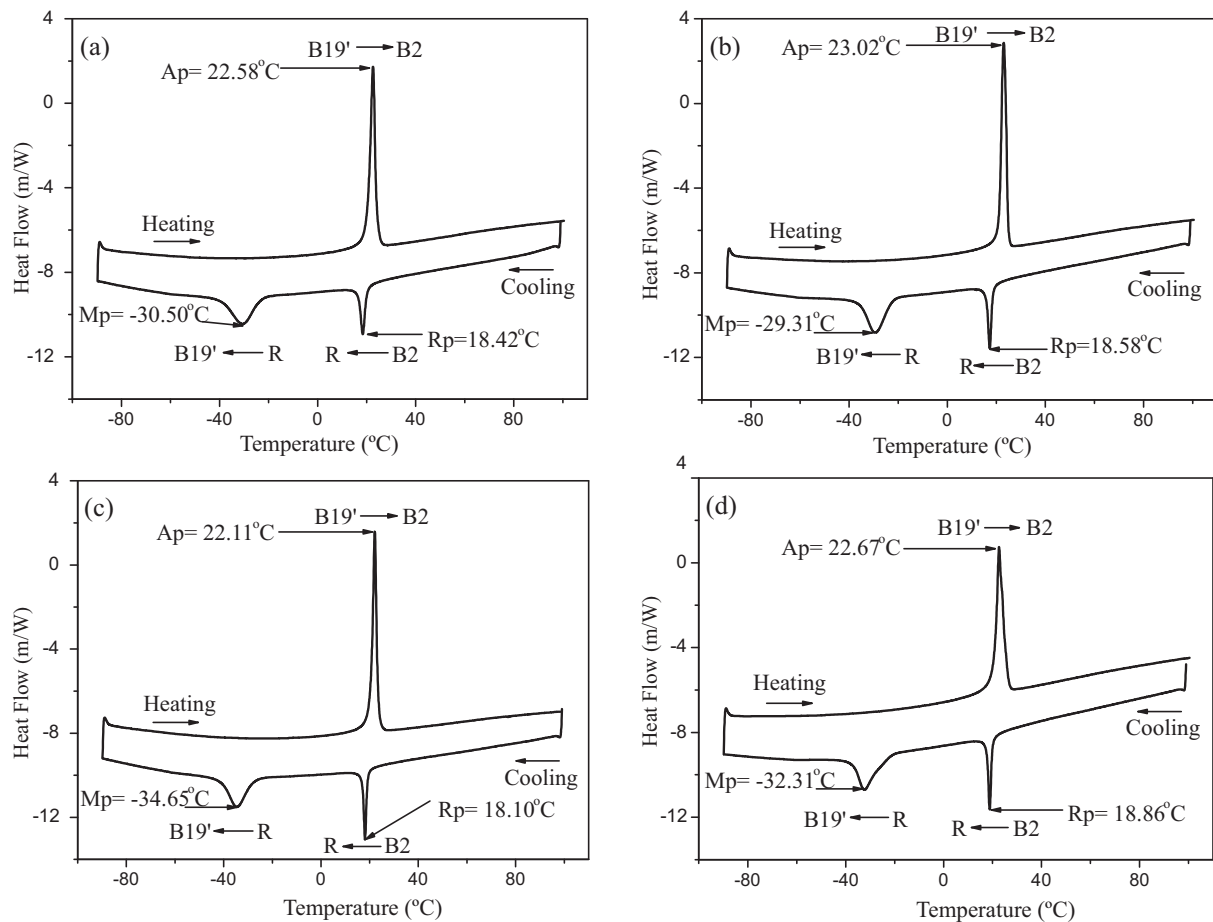 (a)
B19' B2
Ap= 22.58°C
Heating
Cooling
Mp= -30.50°C
Rp=18.42°C
B19' R
R B2
4
0
-4
-8
-12
-80 -40 0 40 80
Heat Flow (m/W)
Temperature (ºC)
(b)
B19' B2
Ap= 23.02°C
Heating
Cooling
Mp= -29.31°C
Rp=18.58°C
B19' R
R B2
4
0
-4
-8
-12
-80 -40 0 40 80
Heat Flow (m/W)
Temperature (ºC)
(c)
B19' B2
Ap= 22.11°C
Heating
Cooling
Mp= -34.65°C
Rp= 18.10°C
B19' R
R B2
4
0
-4
-8
-12
-80 -40 0 40 80
Heat Flow (m/W)
Temperature (ºC)
(d)
B19' B2
Ap= 22.67°C
Heating
Cooling
Mp= -32.31°C
Rp= 18.86°C
B19' R
R B2
4
0
-4
-8
-12
-80 -40 0 40 80
Heat Flow (m/W)
Temperature (ºC)